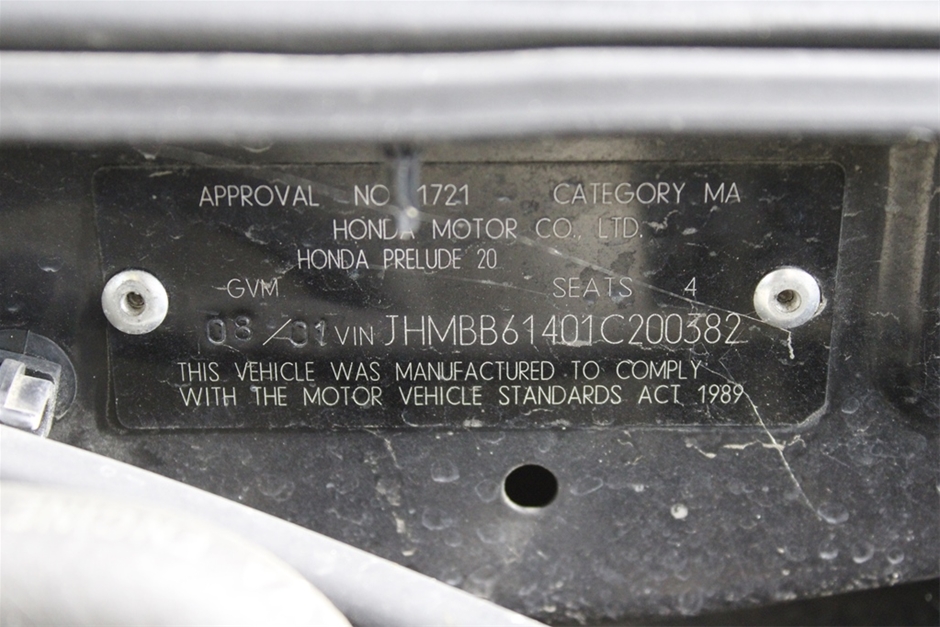 APPROVAL NO 1721 CATEGORY MA
HONDA MOTOR CO., LTD.
HONDA PRELUDE 20
GVM SEATS 4
08/01 VIN JHMBB61401C200382
THIS VEHICLE WAS MANUFACTURED TO COMPLY
WITH THE MOTOR VEHICLE STANDARDS ACT 1989